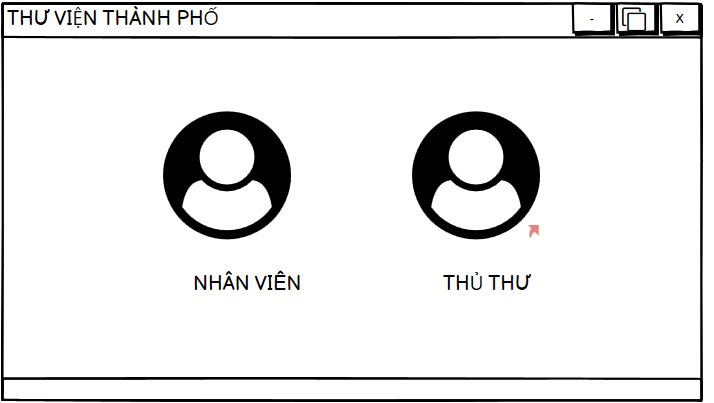 THƯ VIỆN THÀNH PHỐ
- X
NHÂN VIÊN THỦ THƯ